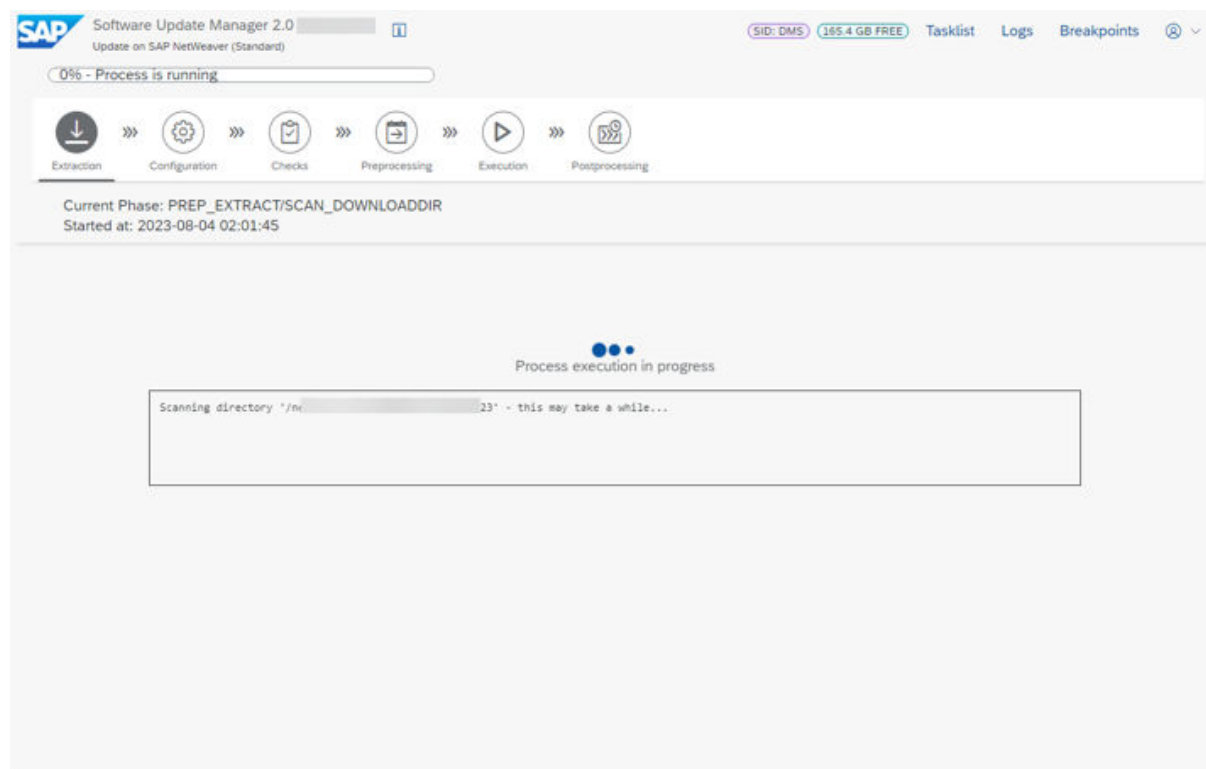 SAP
Software Update Manager 2.0
Update on SAP NetWeaver (Standard)
SID: DMS 165.4 GB FREE Tasklist Logs Breakpoints
0% - Process is running
Extraction Configuration Checks Preprocessing Execution Postprocessing
Current Phase: PREP_EXTRACT/SCAN_DOWNLOADDIR
Started at: 2023-08-04 02:01:45
Process execution in progress
Scanning directory '/n 23' - this may take a while...